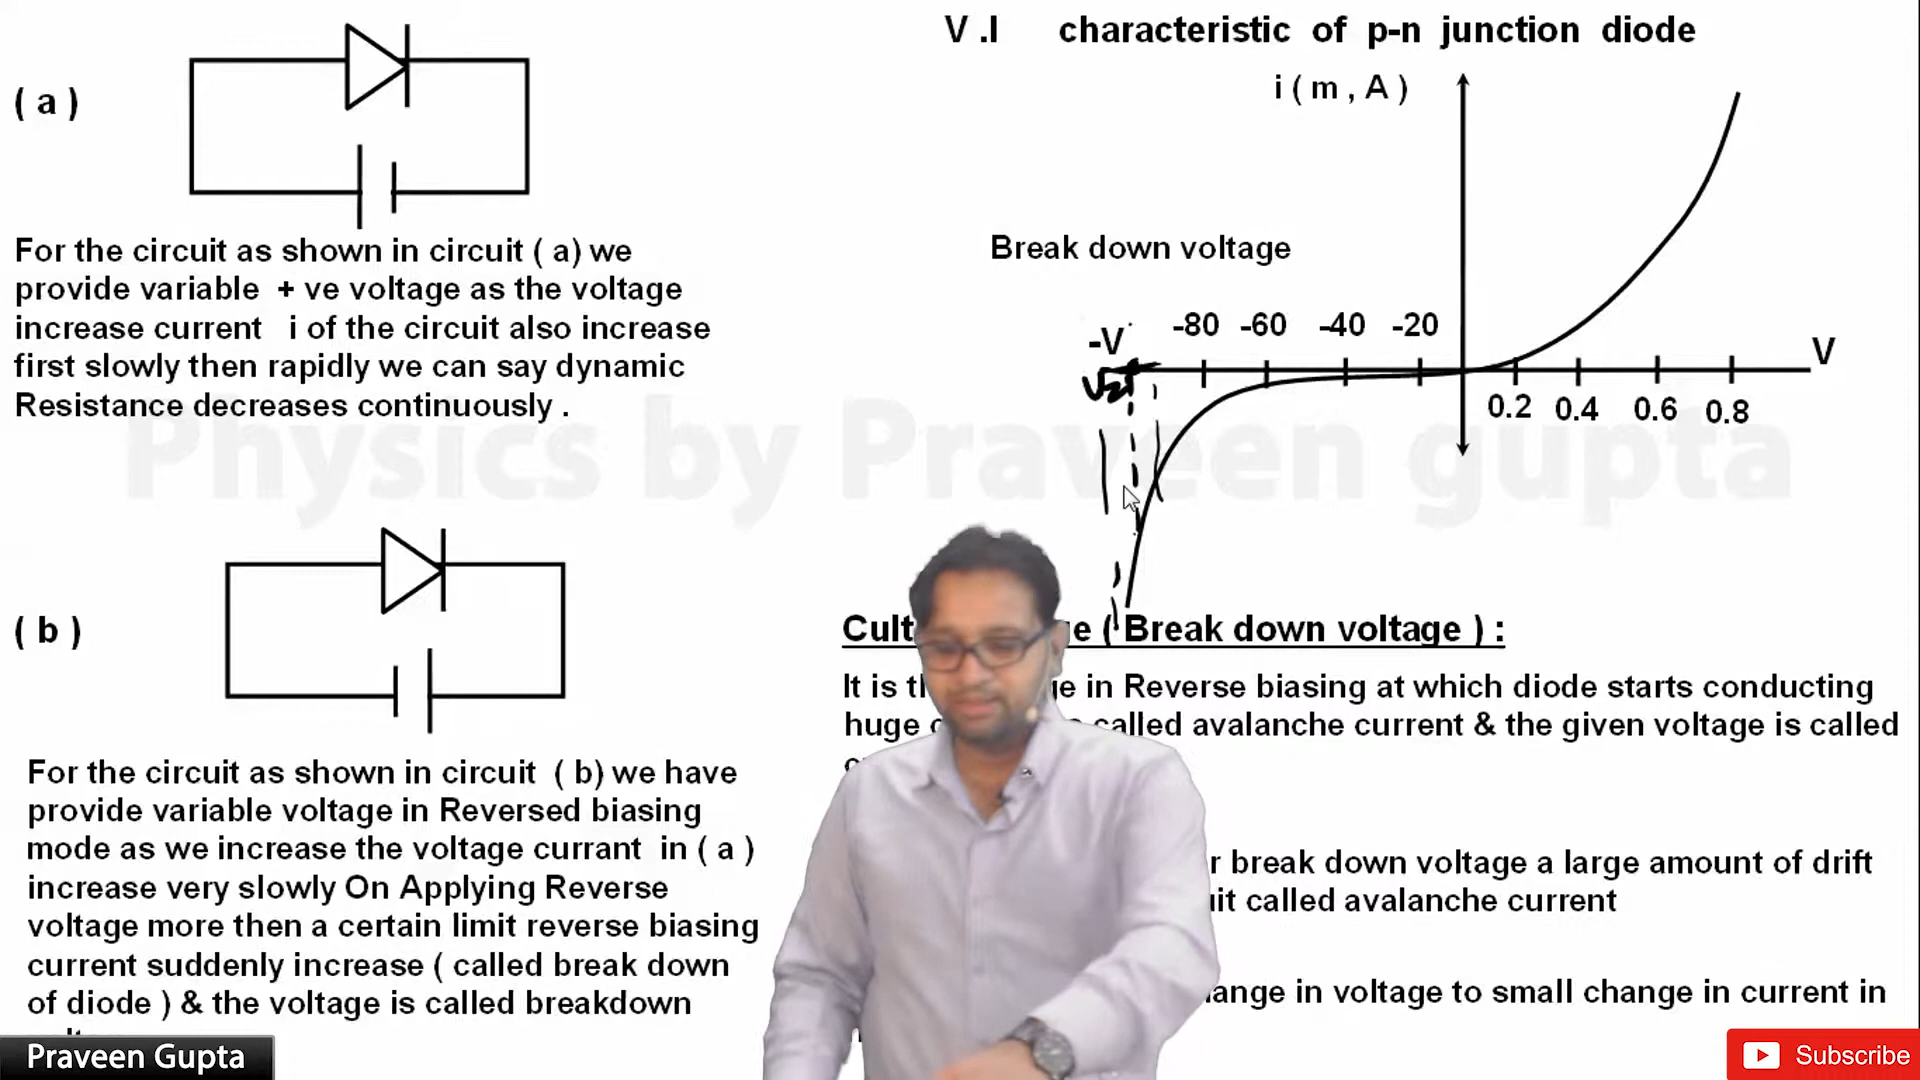 V .I characteristic of p-n junction diode
( a )
i ( m , A )
For the circuit as shown in circuit ( a) we
provide variable + ve voltage as the voltage
increase current i of the circuit also increase
first slowly then rapidly we can say dynamic
Resistance decreases continuously .
Break down voltage
-V -80 -60 -40 -20 V
0.2 0.4 0.6 0.8
Physics by Praveen gupta
( b )
For the circuit as shown in circuit ( b) we have
provide variable voltage in Reversed biasing
mode as we increase the voltage currant in ( a )
increase very slowly On Applying Reverse
voltage more then a certain limit reverse biasing
current suddenly increase ( called break down
of diode ) & the voltage is called breakdown
( Break down voltage ) :
It is in Reverse biasing at which diode starts conducting
huge called avalanche current & the given voltage is called
r break down voltage a large amount of drift
called avalanche current
in voltage to small change in current in
Praveen Gupta
Subscribe